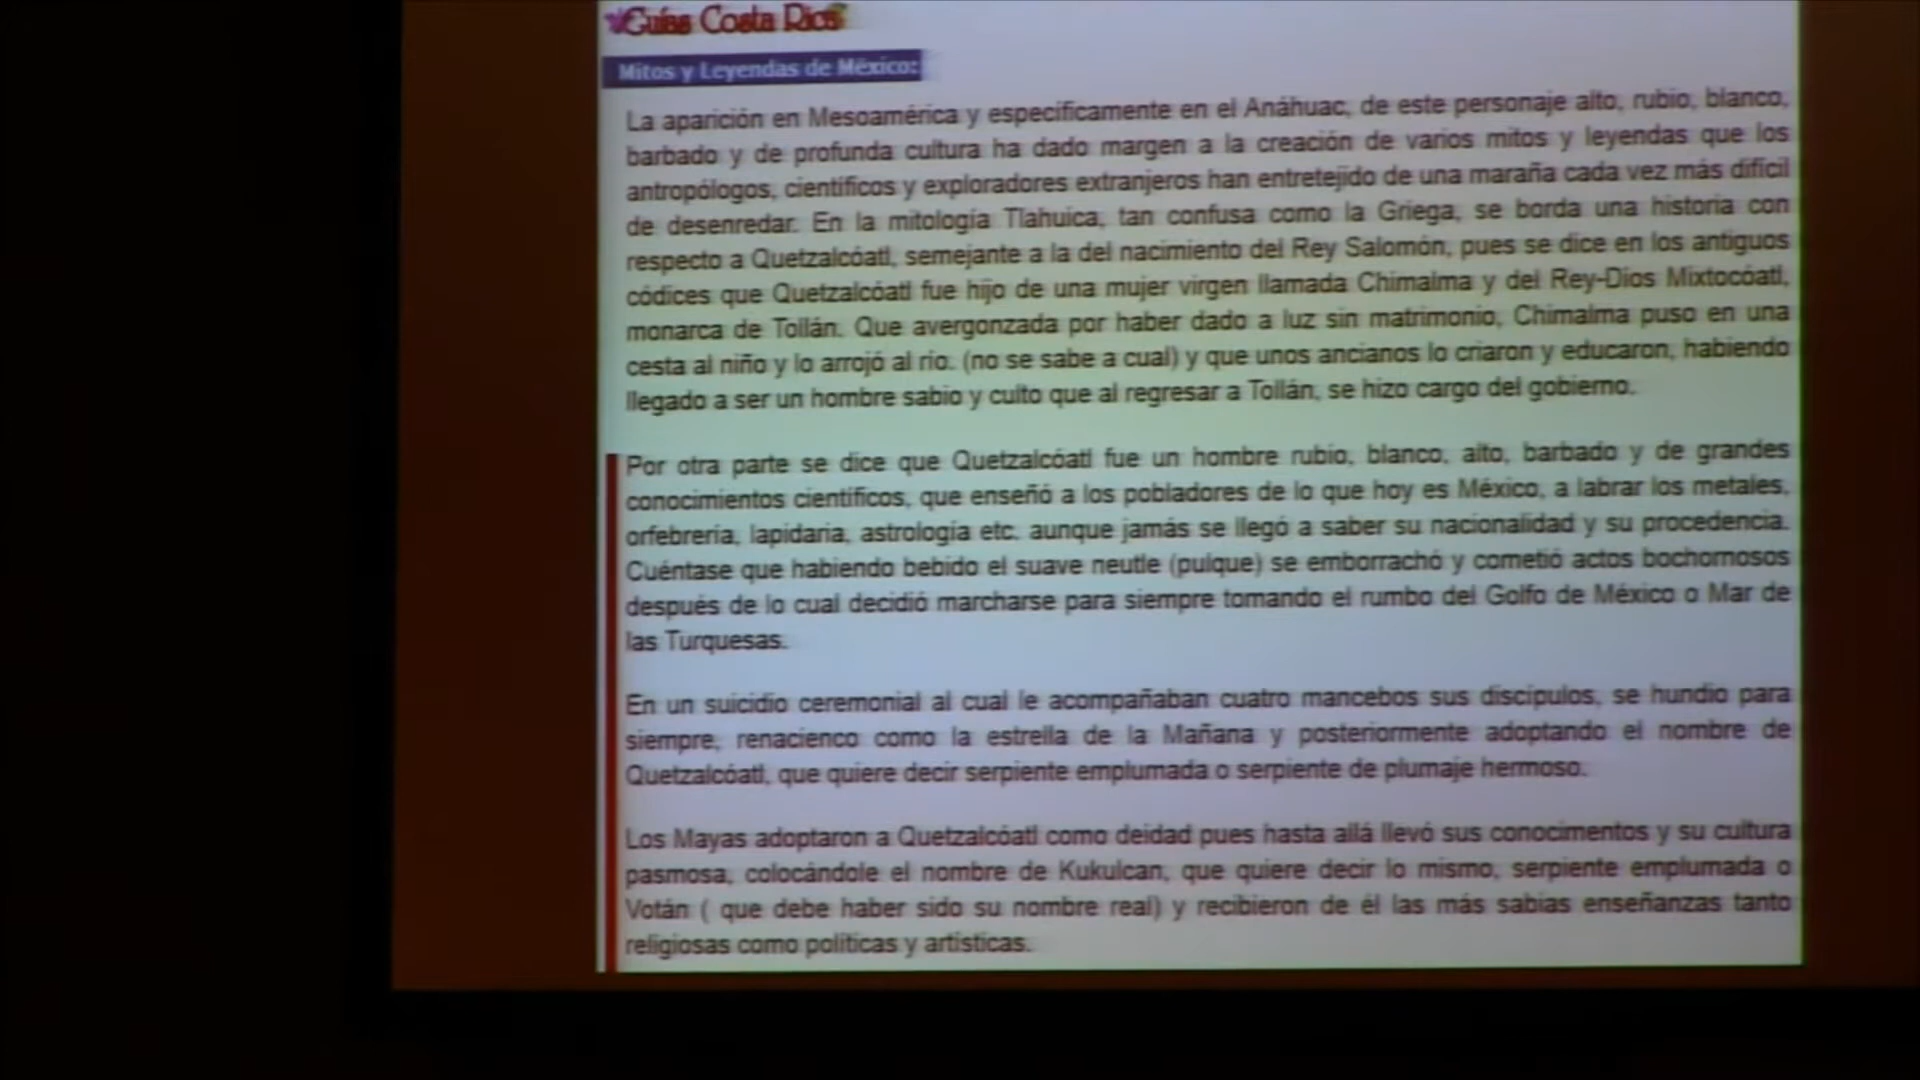 Guías Costa Rica
Mitos y Leyendas de México:
La aparición en Mesoamérica y específicamente en el Anáhuac, de este personaje alto, rubio, blanco,
barbado y de profunda cultura ha dado margen a la creación de varios mitos y leyendas que los
antropólogos, científicos y exploradores extranjeros han entretejido de una maraña cada vez más difícil
de desenredar. En la mitología Tlahuica, tan confusa como la Griega, se borda una historia con
respecto a Quetzalcóatl, semejante a la del nacimiento del Rey Salomón, pues se dice en los antiguos
códices que Quetzalcóatl fue hijo de una mujer virgen llamada Chimalma y del Rey-Dios Mixtocóatl,
monarca de Tollán. Que avergonzada por haber dado a luz sin matrimonio, Chimalma puso en una
cesta al niño y lo arrojó al río. (no se sabe a cual) y que unos ancianos lo criaron y educaron, habiendo
llegado a ser un hombre sabio y culto que al regresar a Tollán, se hizo cargo del gobierno.
Por otra parte se dice que Quetzalcóatl fue un hombre rubio, blanco, alto, barbado y de grandes
conocimientos científicos, que enseñó a los pobladores de lo que hoy es México, a labrar los metales,
orfebrería, lapidaria, astrología etc. aunque jamás se llegó a saber su nacionalidad y su procedencia.
Cuéntase que habiendo bebido el suave neutle (pulque) se emborrachó y cometió actos bochornosos
después de lo cual decidió marcharse para siempre tomando el rumbo del Golfo de México o Mar de
las Turquesas.
En un suicidio ceremonial al cual le acompañaban cuatro mancebos sus discípulos, se hundio para
siempre, renacienco como la estrella de la Mañana y posteriormente adoptando el nombre de
Quetzalcóatl, que quiere decir serpiente emplumada o serpiente de plumaje hermoso.
Los Mayas adoptaron a Quetzalcóatl como deidad pues hasta allá llevó sus conocimentos y su cultura
pasmosa, colocándole el nombre de Kukulcan, que quiere decir lo mismo, serpiente emplumada o
Votán ( que debe haber sido su nombre real) y recibieron de él las más sabias enseñanzas tanto
religiosas como políticas y artísticas.